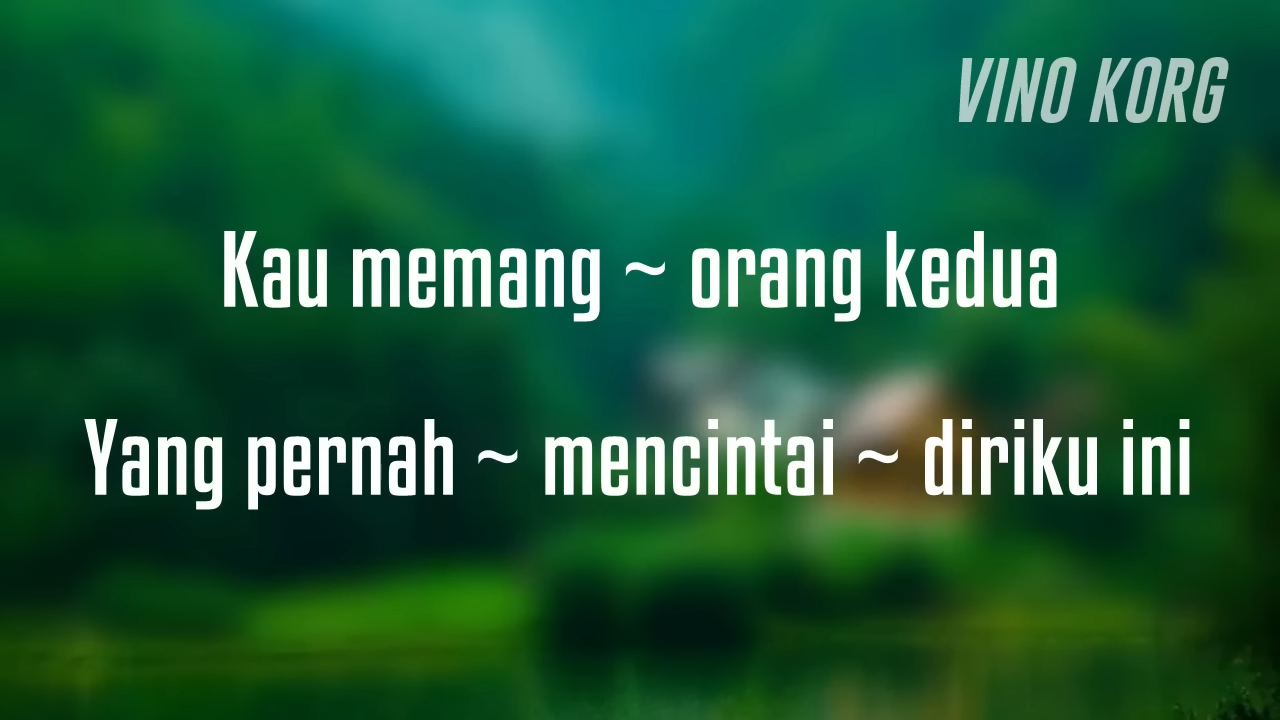 VINO KORG
Kau memang ~ orang kedua
Yang pernah ~ mencintai ~ diriku ini